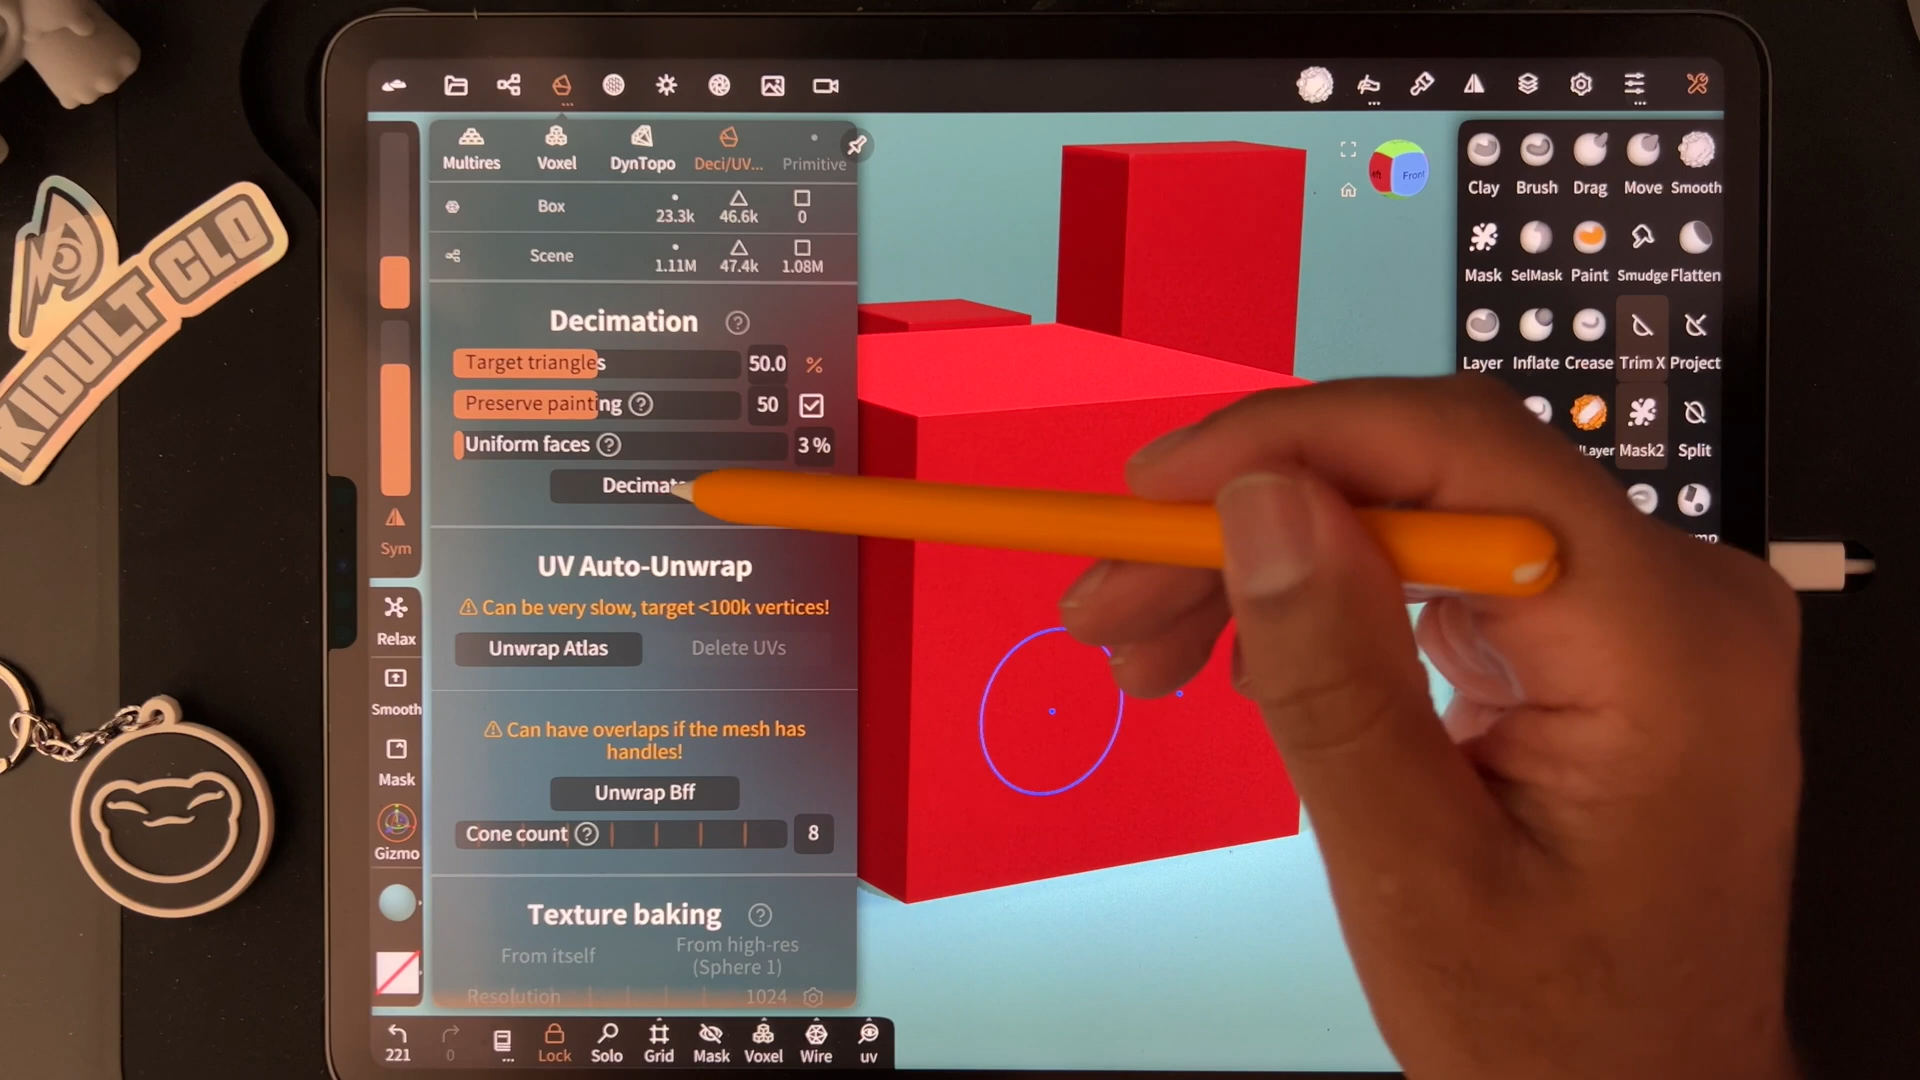 KIDULT CLO
Multires
Voxel
DynTopo
Deci/UV...
Primitive
Box
23.3k
46.6k
0
Scene
1.11M
47.4k
1.08M
Decimation ?
Target triangles 50.0 %
Preserve painting ? 50
Uniform faces ? 3 %
Decimate
UV Auto-Unwrap
Can be very slow, target <100k vertices!
Unwrap Atlas
Delete UVs
Can have overlaps if the mesh has
handles!
Unwrap Bff
Cone count ? 8
Texture baking ?
From itself
From high-res
(Sphere 1)
Resolution 1024
Sym
Relax
Smooth
Mask
Gizmo
221
0
Lock
Solo
Grid
Mask
Voxel
Wire
uv
Front
Clay
Brush
Drag
Move
Smooth
Mask
SelMask
Paint
Smudge
Flatten
Layer
Inflate
Crease
Trim X
Project
Layer
Mask2
Split